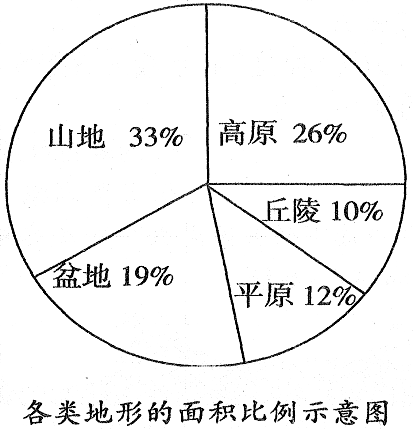 山地 33%
高原 26%
丘陵 10%
盆地 19%
平原 12%
各类地形的面积比例示意图